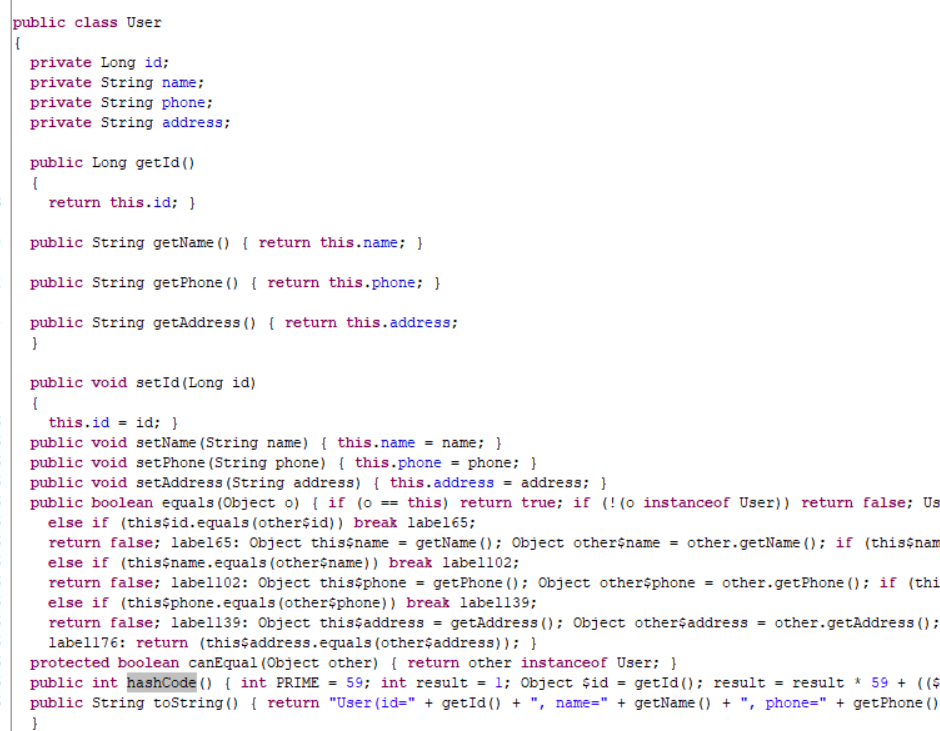 public class User
{
private Long id;
private String name;
private String phone;
private String address;
public Long getId()
{
return this.id; }
public String getName() { return this.name; }
public String getPhone() { return this.phone; }
public String getAddress() { return this.address;
}
public void setId(Long id)
{
this.id = id; }
public void setName(String name) { this.name = name; }
public void setPhone(String phone) { this.phone = phone; }
public void setAddress(String address) { this.address = address; }
public boolean equals(Object o) { if (o == this) return true; if (!(o instanceof User)) return false; Us
else if (this$id.equals(other$id)) break label65;
return false; label65: Object this$name = getName(); Object other$name = other.getName(); if (this$nam
else if (this$name.equals(other$name)) break label102;
return false; label102: Object this$phone = getPhone(); Object other$phone = other.getPhone(); if (thi
else if (this$phone.equals(other$phone)) break label139;
return false; label139: Object this$address = getAddress(); Object other$address = other.getAddress();
label176: return (this$address.equals(other$address)); }
protected boolean canEqual(Object other) { return other instanceof User; }
public int hashCode() { int PRIME = 59; int result = 1; Object $id = getId(); result = result * 59 + (($
public String toString() { return "User(id=" + getId() + ", name=" + getName() + ", phone=" + getPhone()
}